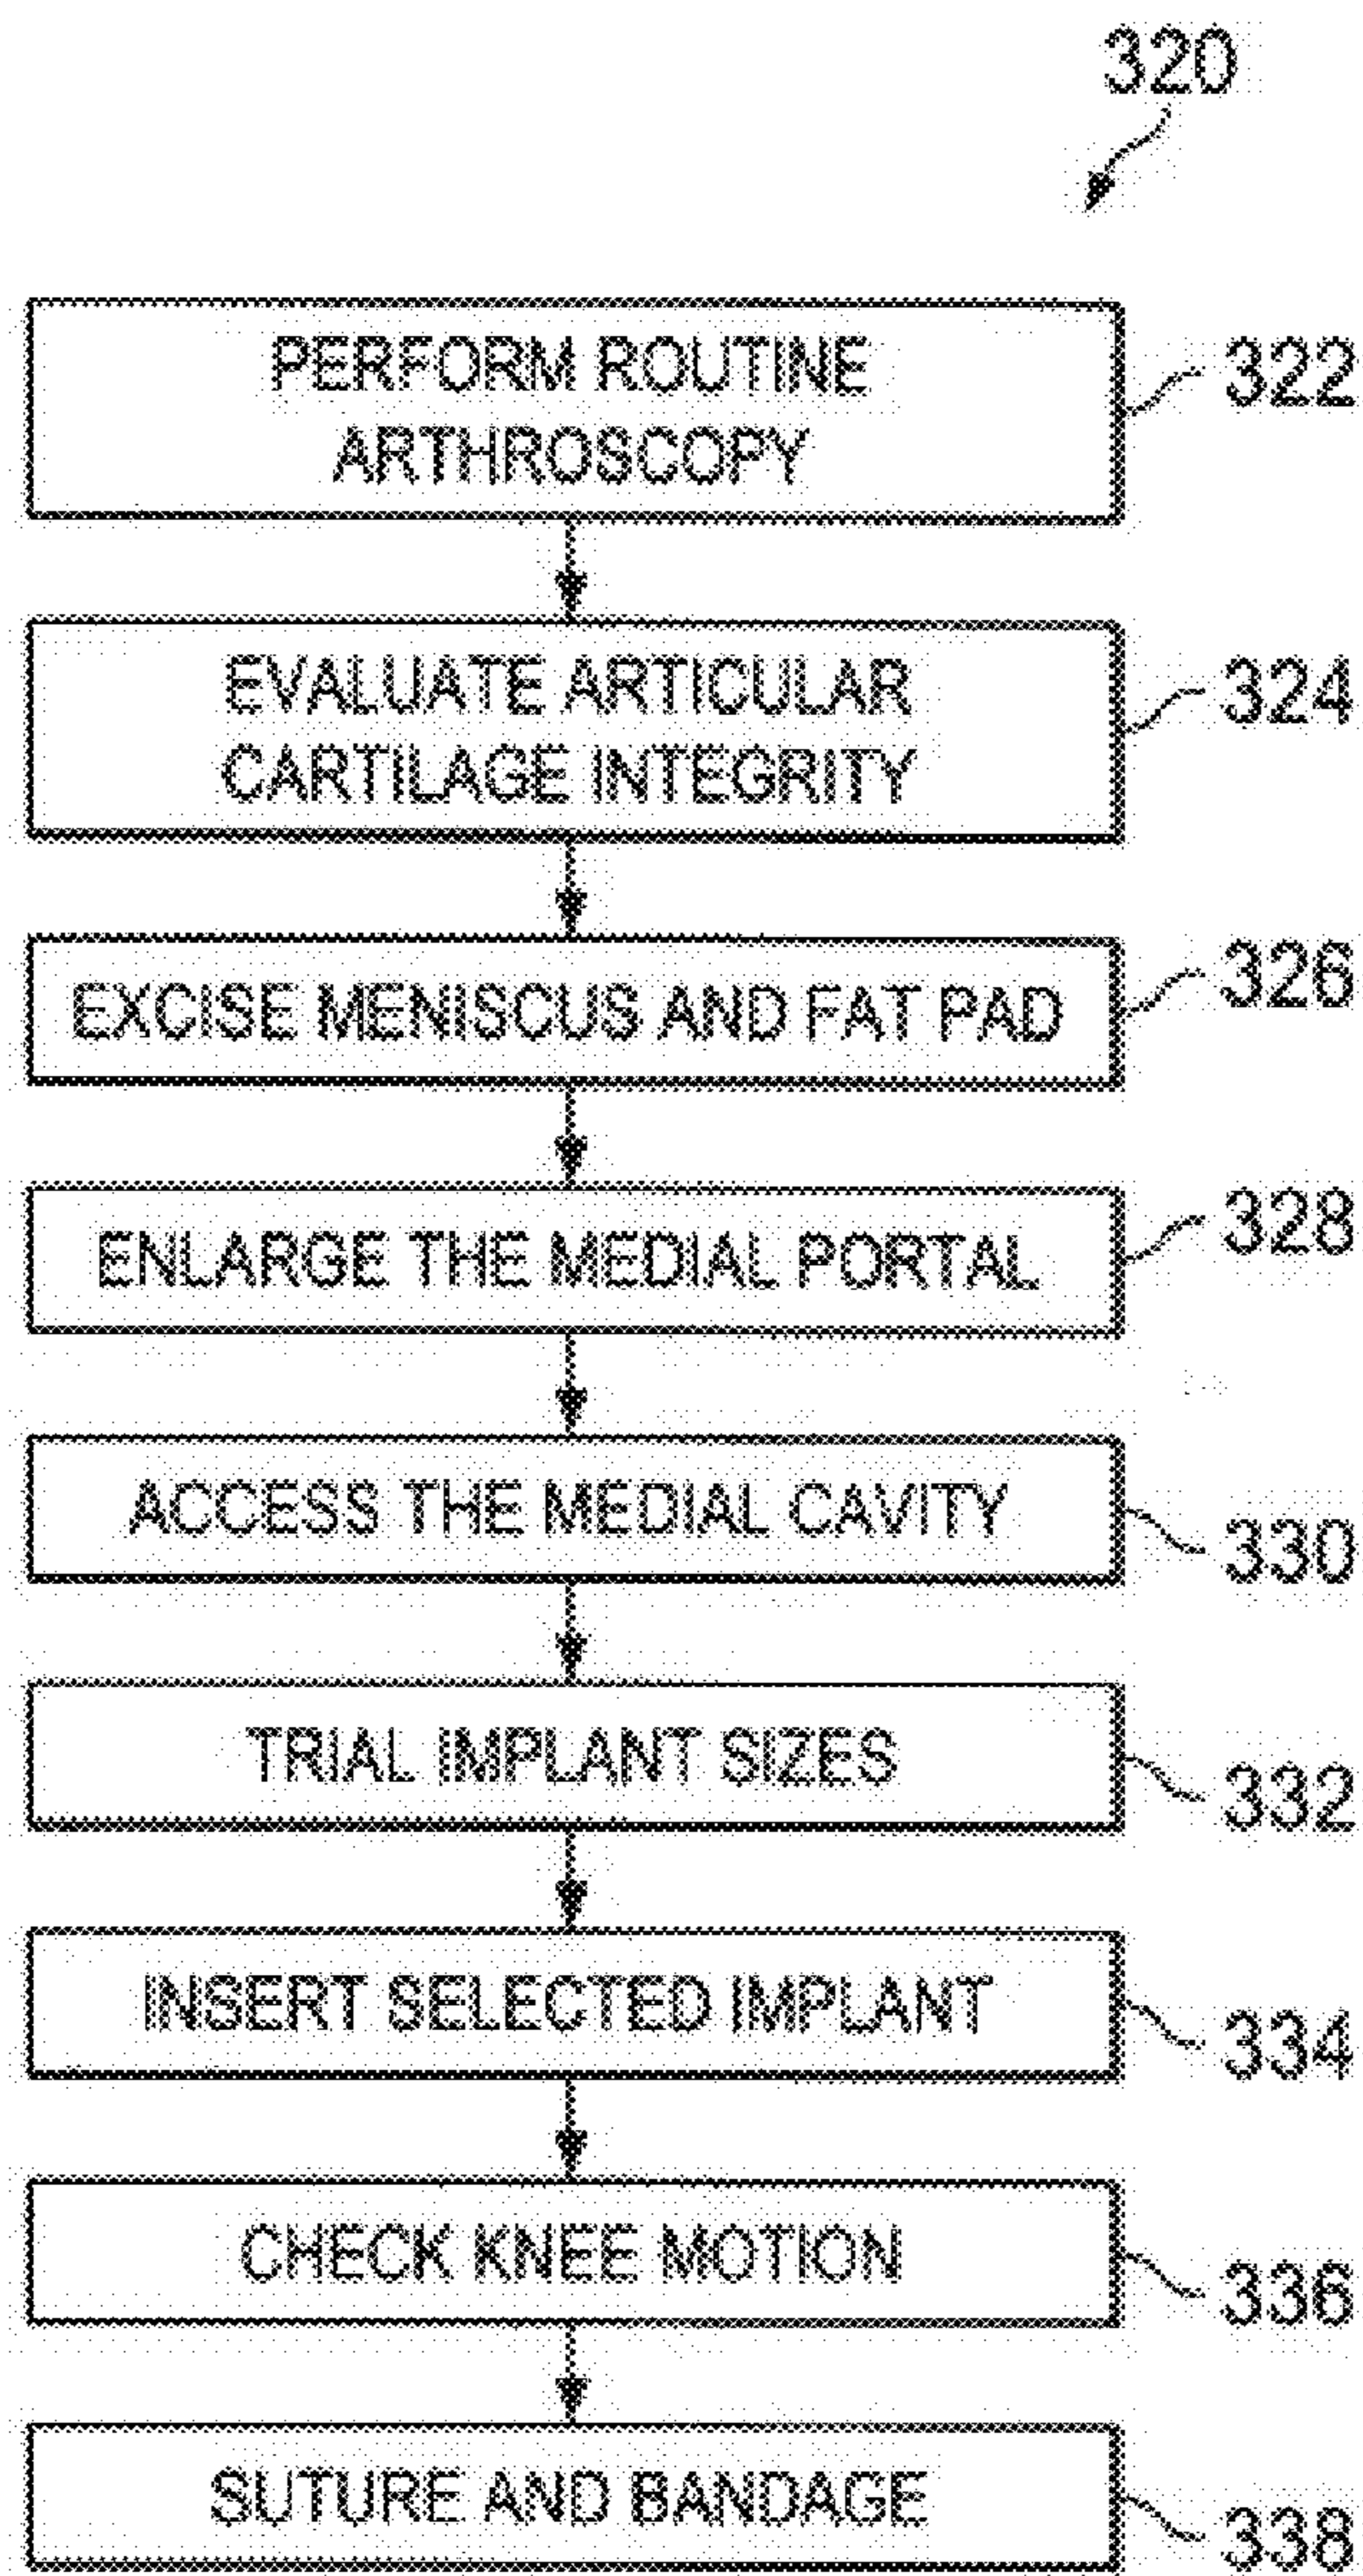 320
PERFORM ROUTINE
ARTHROSCOPY
322
EVALUATE ARTICULAR
CARTILAGE INTEGRITY
324
EXCISE MENISCUS AND FAT PAD
326
ENLARGE THE MEDIAL PORTAL
328
ACCESS THE MEDIAL CAVITY
330
TRIAL IMPLANT SIZES
332
INSERT SELECTED IMPLANT
334
CHECK KNEE MOTION
336
SUTURE AND BANDAGE
338